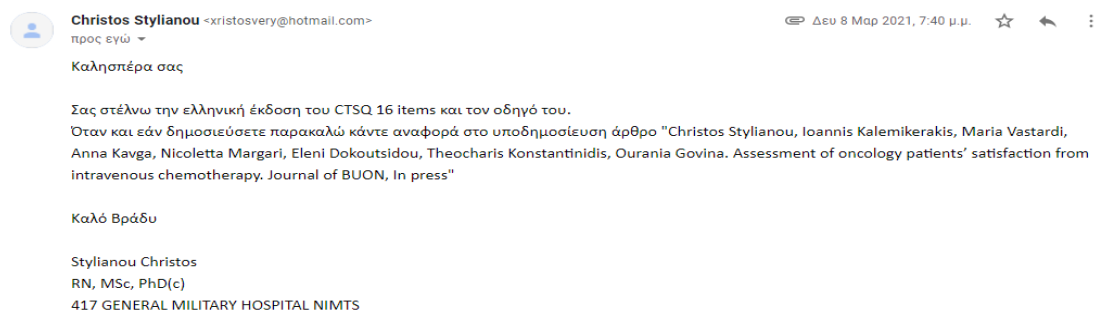 Christos Stylianou <xristosvery@hotmail.com>
Δευ 8 Μαρ 2021, 7:40 μ.μ.
προς εγώ
Καλησπέρα σας
Σας στέλνω την ελληνική έκδοση του CTSQ 16 items και τον οδηγό του.
Όταν και εάν δημοσιεύσετε παρακαλώ κάντε αναφορά στο υποδημοσίευση άρθρο "Christos Stylianou, Ioannis Kalemikerakis, Maria Vastardi,
Anna Kavga, Nicoletta Margari, Eleni Dokoutsidou, Theocharis Konstantinidis, Ourania Govina. Assessment of oncology patients’ satisfaction from
intravenous chemotherapy. Journal of BUON, In press"
Καλό Βράδυ
Stylianou Christos
RN, MSc, PhD(c)
417 GENERAL MILITARY HOSPITAL NIMTS